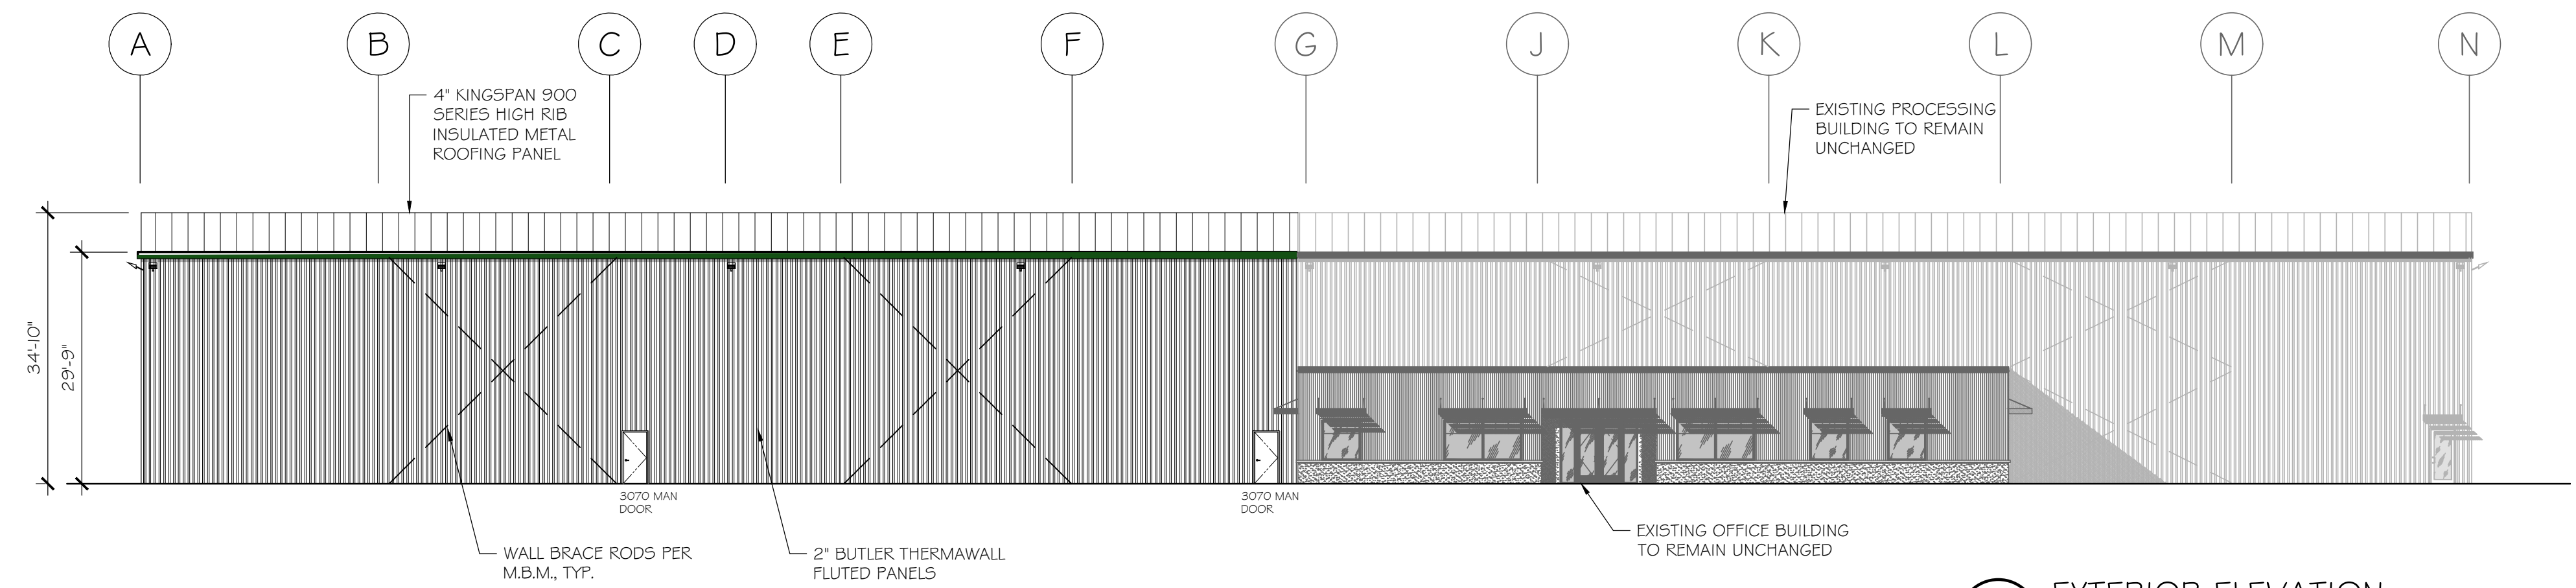 A B C D E F G J K L M N
4" KINGSPAN 900
SERIES HIGH RIB
INSULATED METAL
ROOFING PANEL
EXISTING PROCESSING
BUILDING TO REMAIN
UNCHANGED
34'-10"
29'-9"
3070 MAN
DOOR
3070 MAN
DOOR
WALL BRACE RODS PER
M.B.M., TYP.
2" BUTLER THERMAWALL
FLUTED PANELS
EXISTING OFFICE BUILDING
TO REMAIN UNCHANGED
EXTERIOR ELEVATION